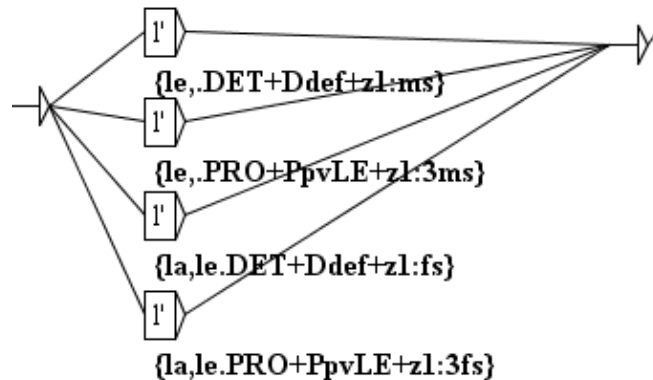 l'
{le,.DET+Ddef+z1:ms}
l'
{le,.PRO+PpvLE+z1:3ms}
l'
{la,le.DET+Ddef+z1:fs}
l'
{la,le.PRO+PpvLE+z1:3fs}